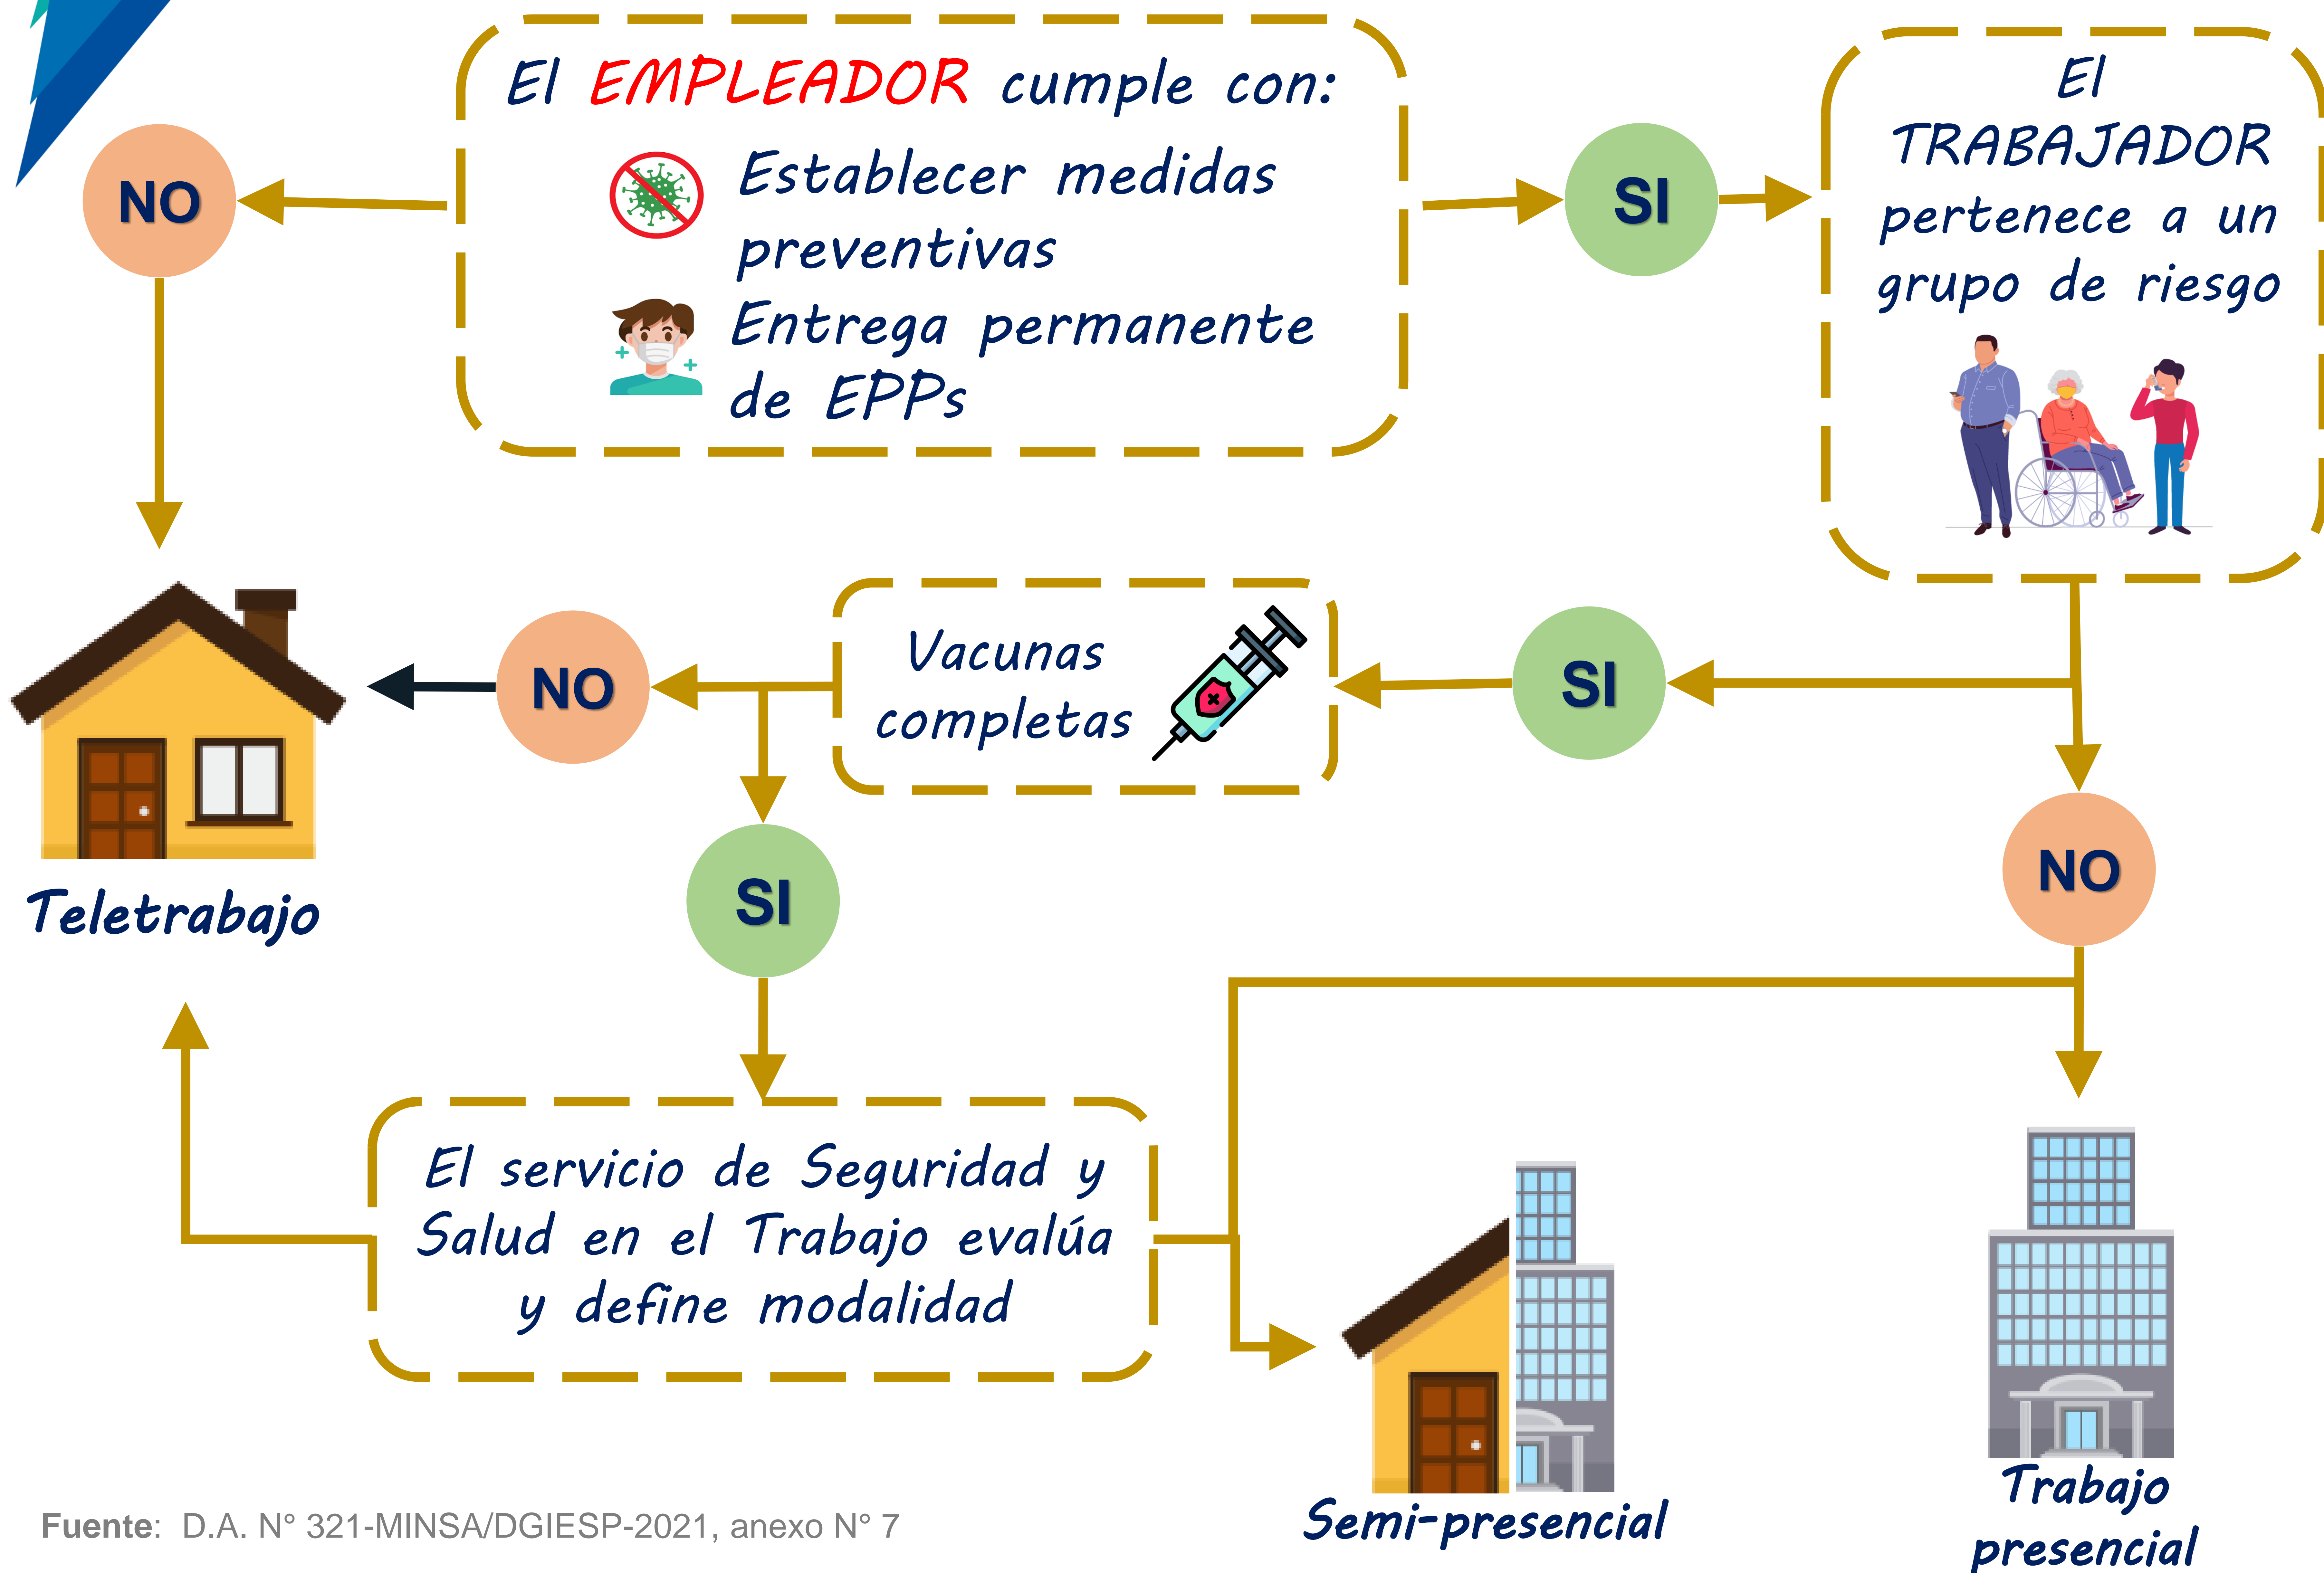 El EMPLEADOR cumple con:
Establecer medidas
preventivas
Entrega permanente
de EPPs
NO
SI
El
TRABAJADOR
pertenece a un
grupo de riesgo
Vacunas
completas
NO
SI
SI
NO
Teletrabajo
El servicio de Seguridad y
Salud en el Trabajo evalúa
y define modalidad
Semi-presencial
Trabajo
presencial
Fuente: D.A. N° 321-MINSA/DGIESP-2021, anexo N° 7